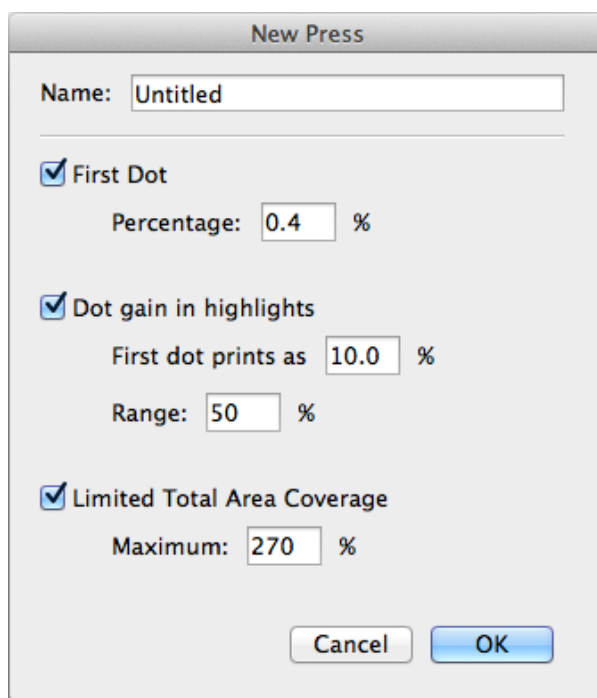 New Press
Name: Untitled
First Dot
Percentage: 0.4 %
Dot gain in highlights
First dot prints as 10.0 %
Range: 50 %
Limited Total Area Coverage
Maximum: 270 %
Cancel OK